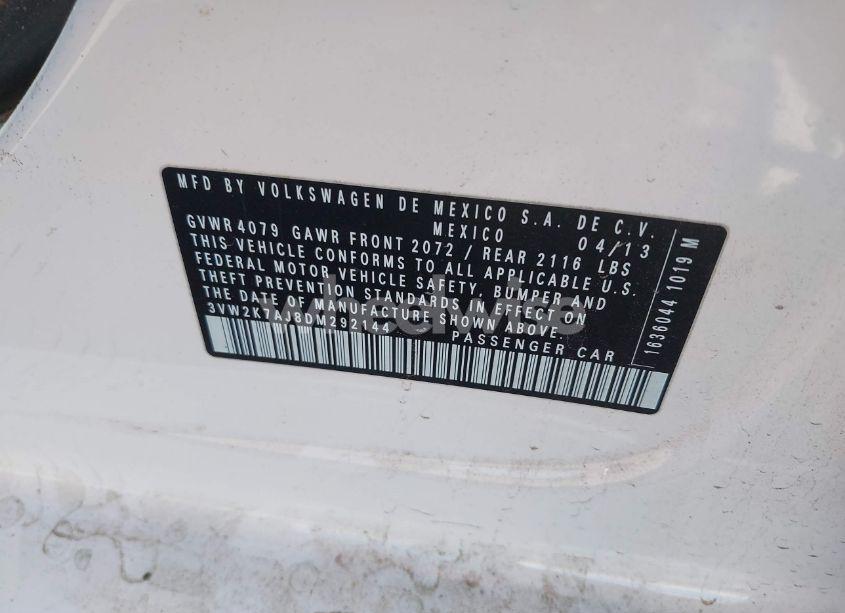 MFD BY VOLKSWAGEN DE MEXICO S.A. DE C.V.
MEXICO 04/13
GVWR4079 GAWR FRONT 2072 / REAR 2116 LBS
THIS VEHICLE CONFORMS TO ALL APPLICABLE U.S.
FEDERAL MOTOR VEHICLE SAFETY, BUMPER AND
THEFT PREVENTION STANDARDS IN EFFECT ON
THE DATE OF MANUFACTURE SHOWN ABOVE.
3VW2K7AJ8DM292144 PASSENGER CAR
1636044 1019 M